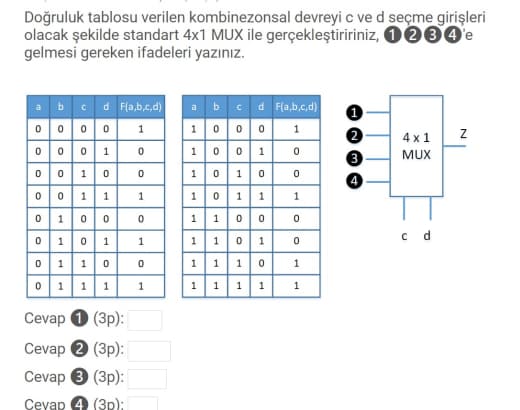 Doğruluk tablosu verilen kombinezonsal devreyi c ve d seçme girişleri
olacak şekilde standart 4x1 MUX ile gerçekleştiririniz, ❶❷❸❹'e
gelmesi gereken ifadeleri yazınız.
a b c d F(a,b,c,d)
0 0 0 0 1
0 0 0 1 0
0 0 1 0 0
0 0 1 1 1
0 1 0 0 0
0 1 0 1 1
0 1 1 0 0
0 1 1 1 1
a b c d F(a,b,c,d)
1 0 0 0 1
1 0 0 1 0
1 0 1 0 0
1 0 1 1 1
1 1 0 0 0
1 1 0 1 0
1 1 1 0 1
1 1 1 1 1
❶
❷
❸
❹
4 x 1
MUX
Z
c d
Cevap ❶ (3p):
Cevap ❷ (3p):
Cevap ❸ (3p):
Cevap ❹ (3p):